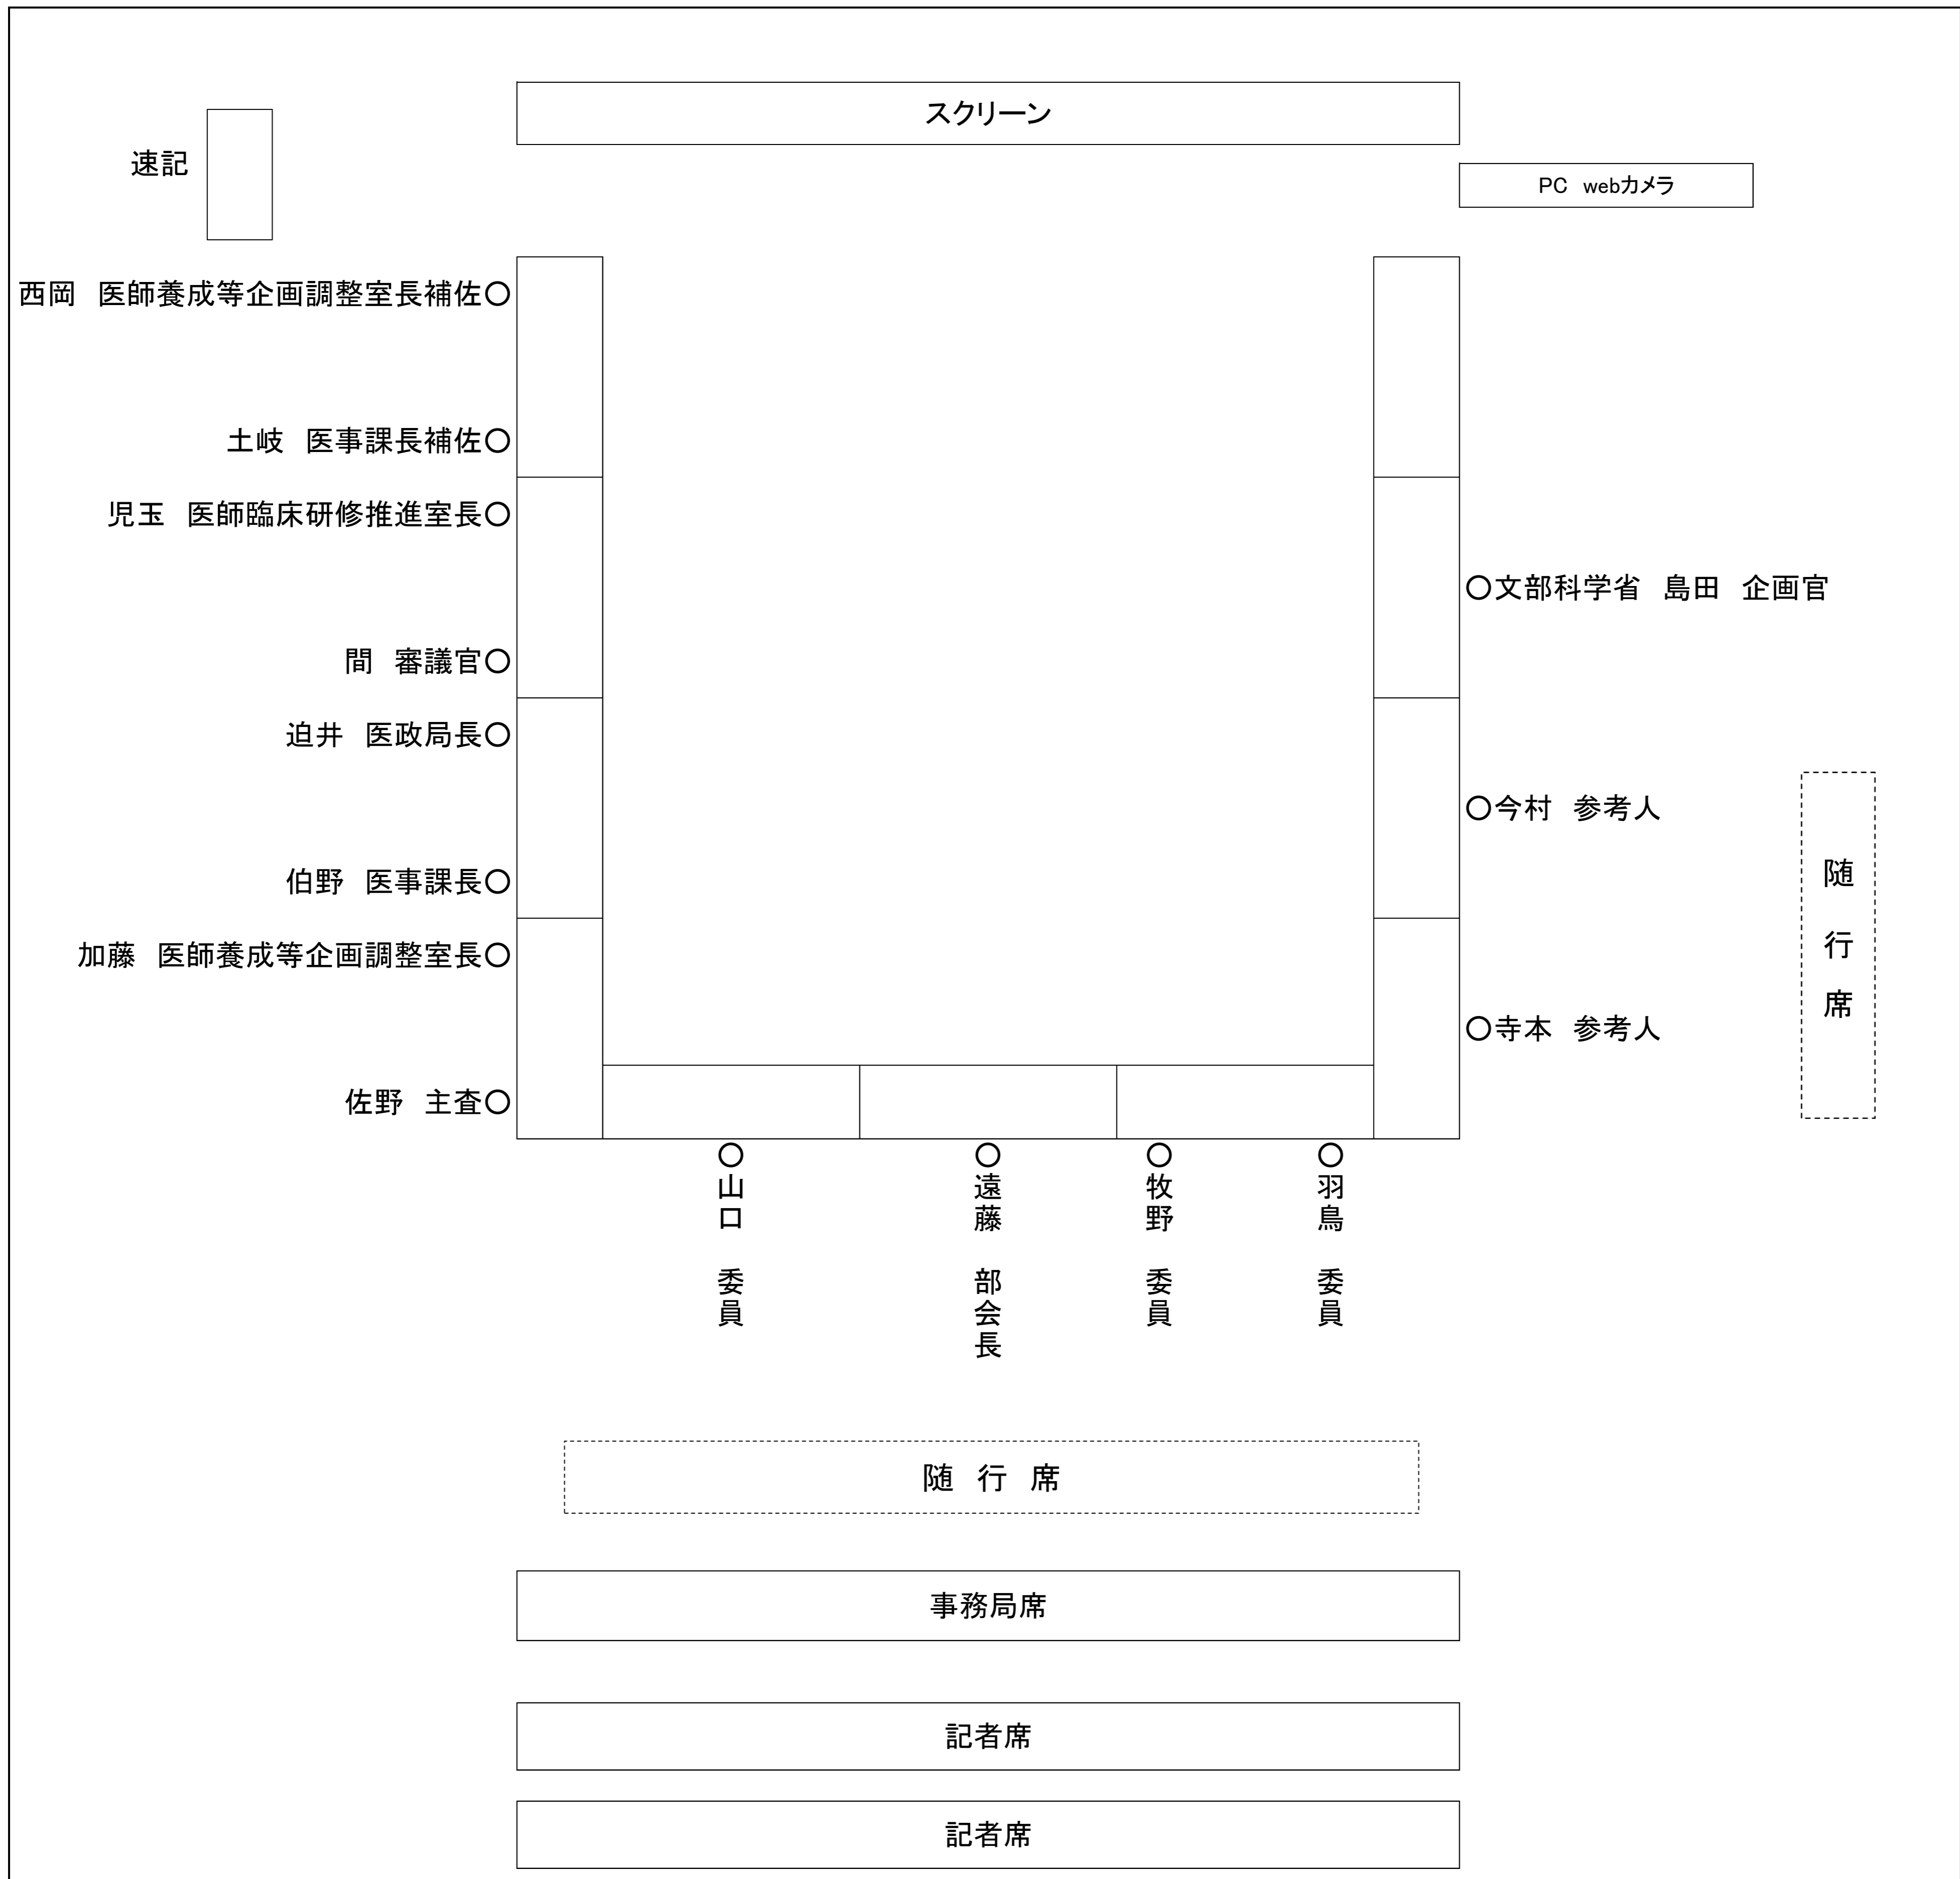 スクリーン
速記
PC　webカメラ
西岡　医師養成等企画調整室長補佐○
土岐　医事課長補佐○
児玉　医師臨床研修推進室長○
○文部科学省　島田　企画官
間　審議官○
迫井　医政局長○
○今村　参考人
伯野　医事課長○
随行席
加藤　医師養成等企画調整室長○
○寺本　参考人
佐野　主査○
○山口　委員
○遠藤　部会長
○牧野　委員
○羽鳥　委員
随　行　席
事務局席
記者席
記者席